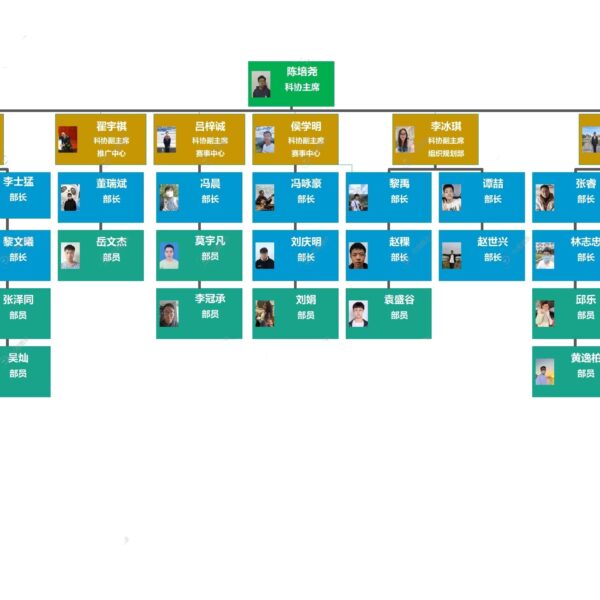 陈培尧
科协主席
翟宇棋
科协副主席
推广中心
吕梓诚
科协副主席
赛事中心
侯学明
科协副主席
赛事中心
李冰琪
科协副主席
组织规划部
李士猛
部长
董瑞斌
部长
冯晨
部长
冯咏豪
部长
黎禹
部长
谭喆
部长
张睿
部长
黎文曦
部长
岳文杰
部员
莫宇凡
部员
刘庆明
部长
赵稞
部长
赵世兴
部长
林志忠
部长
张泽同
部员
李冠承
部员
刘娟
部员
袁盛谷
部员
邱乐
部员
吴灿
部员
黄逸柏
部员